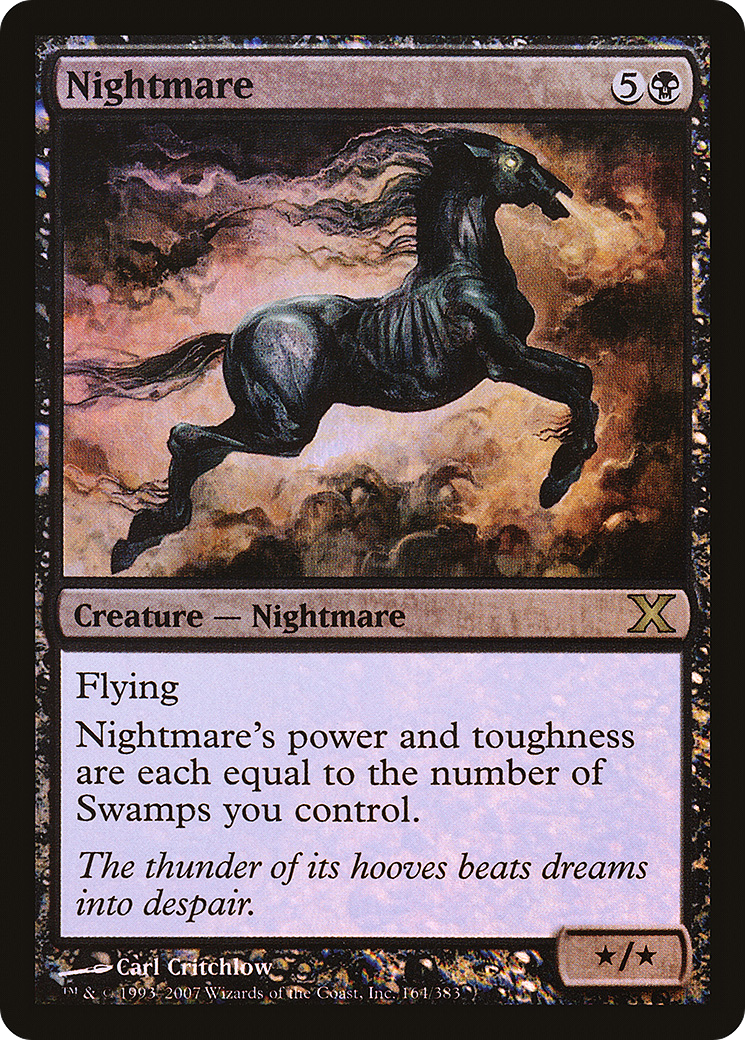 Nightmare 5
Creature — Nightmare X
Flying
Nightmare's power and toughness
are each equal to the number of
Swamps you control.
The thunder of its hooves beats dreams
into despair.
★/★
Carl Critchlow
™ & © 1993–2007 Wizards of the Coast, Inc. 164/383